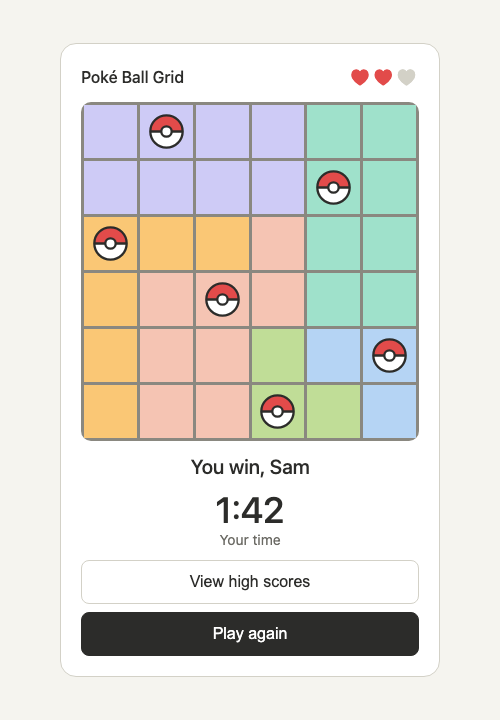 Poké Ball Grid
You win, Sam
1:42
Your time
View high scores
Play again